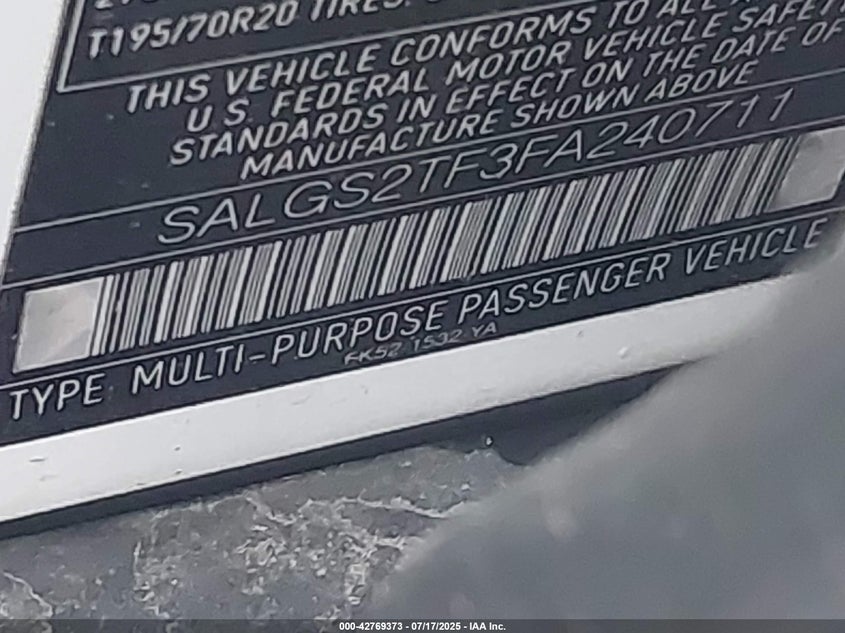 T195/70R20 TIRES.
THIS VEHICLE CONFORMS TO ALL
U S FEDERAL MOTOR VEHICLE SAFETY
STANDARDS IN EFFECT ON THE DATE OF
MANUFACTURE SHOWN ABOVE
SALGS2TF3FA240711
TYPE MULTI-PURPOSE PASSENGER VEHICLE
FK52 1532 YA
000-42769373 - 07/17/2025 - IAA Inc.